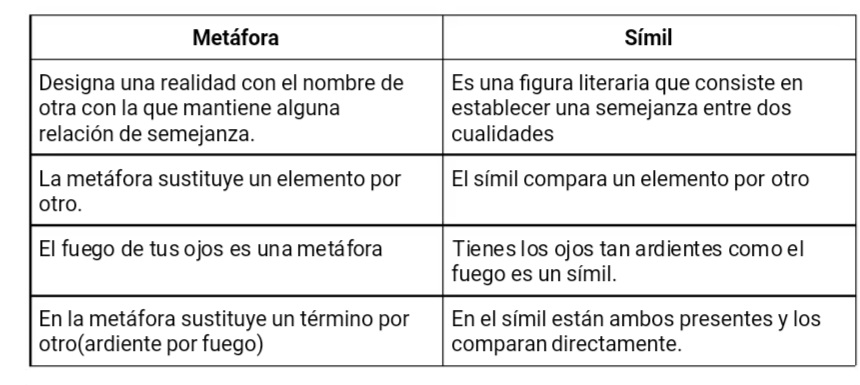 Metáfora
Símil
Designa una realidad con el nombre de
otra con la que mantiene alguna
relación de semejanza.
Es una figura literaria que consiste en
establecer una semejanza entre dos
cualidades
La metáfora sustituye un elemento por
otro.
El símil compara un elemento por otro
El fuego de tus ojos es una metáfora
Tienes los ojos tan ardientes como el
fuego es un símil.
En la metáfora sustituye un término por
otro(ardiente por fuego)
En el símil están ambos presentes y los
comparan directamente.